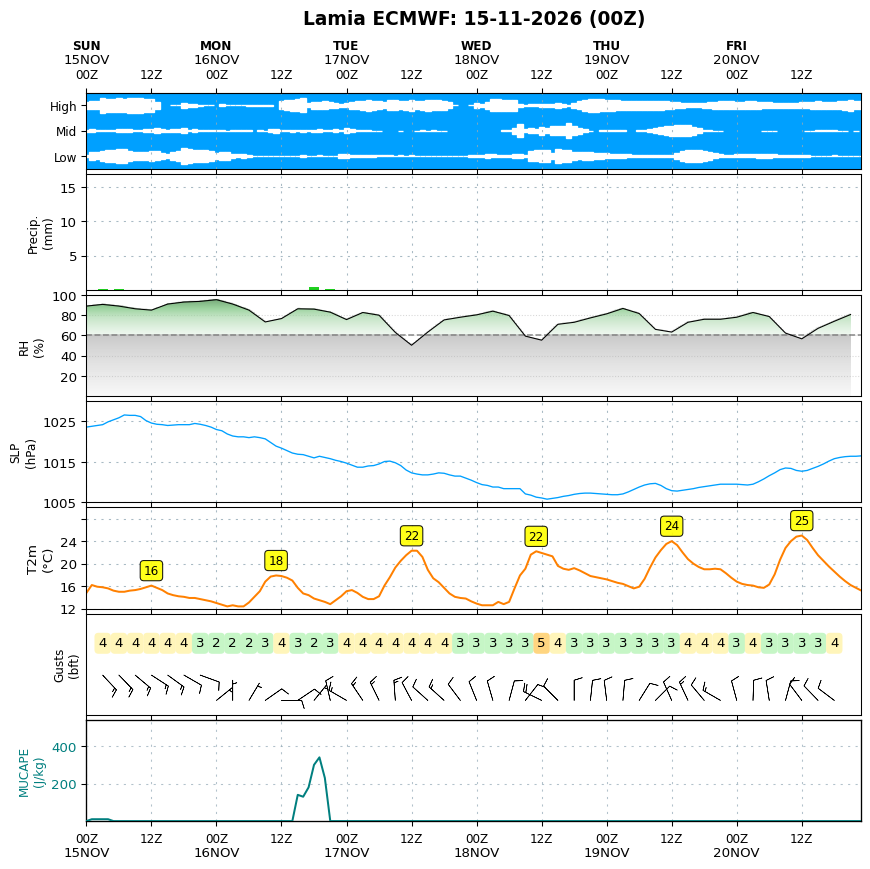 Lamia ECMWF: 15-11-2026 (00Z)
SUN MON TUE WED THU FRI
15NOV 16NOV 17NOV 18NOV 19NOV 20NOV
00Z 12Z 00Z 12Z 00Z 12Z 00Z 12Z 00Z 12Z 00Z 12Z
High
Mid
Low
Precip.
(mm)
15
10
5
RH
(%)
100
80
60
40
20
SLP
(hPa)
1025
1015
1005
T2m
(°C)
24
20
16
12
16 18 22 22 24 25
Gusts
(bft)
4 4 4 4 4 4 3 2 2 2 3 4 3 2 3 4 4 4 4 4 4 4 3 3 3 3 3 5 4 3 3 3 3 3 3 3 4 4 4 3 4 3 3 3 3 4
MUCAPE
(J/kg)
400
200
00Z 12Z 00Z 12Z 00Z 12Z 00Z 12Z 00Z 12Z 00Z 12Z
15NOV 16NOV 17NOV 18NOV 19NOV 20NOV